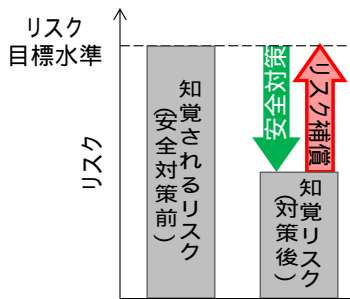 リスク
目標水準
リスク
知覚されるリスク
（安全対策前）
安全対策
リスク補償
知覚リスク
（対策後）